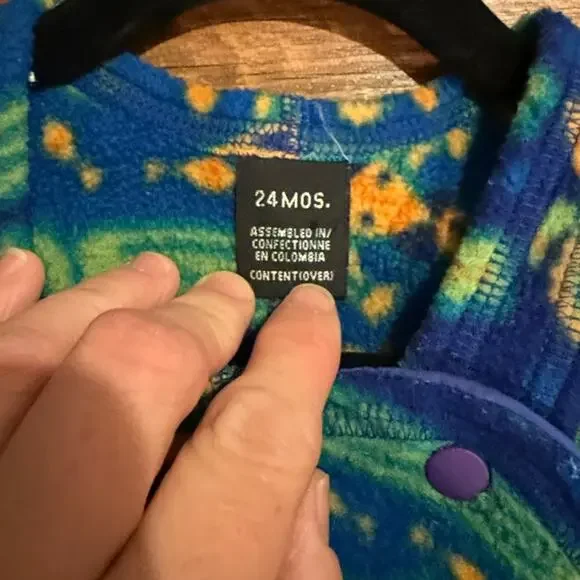 24MOS.
ASSEMBLED IN/
CONFECTIONNE
EN COLOMBIA
CONTENT(OVER)